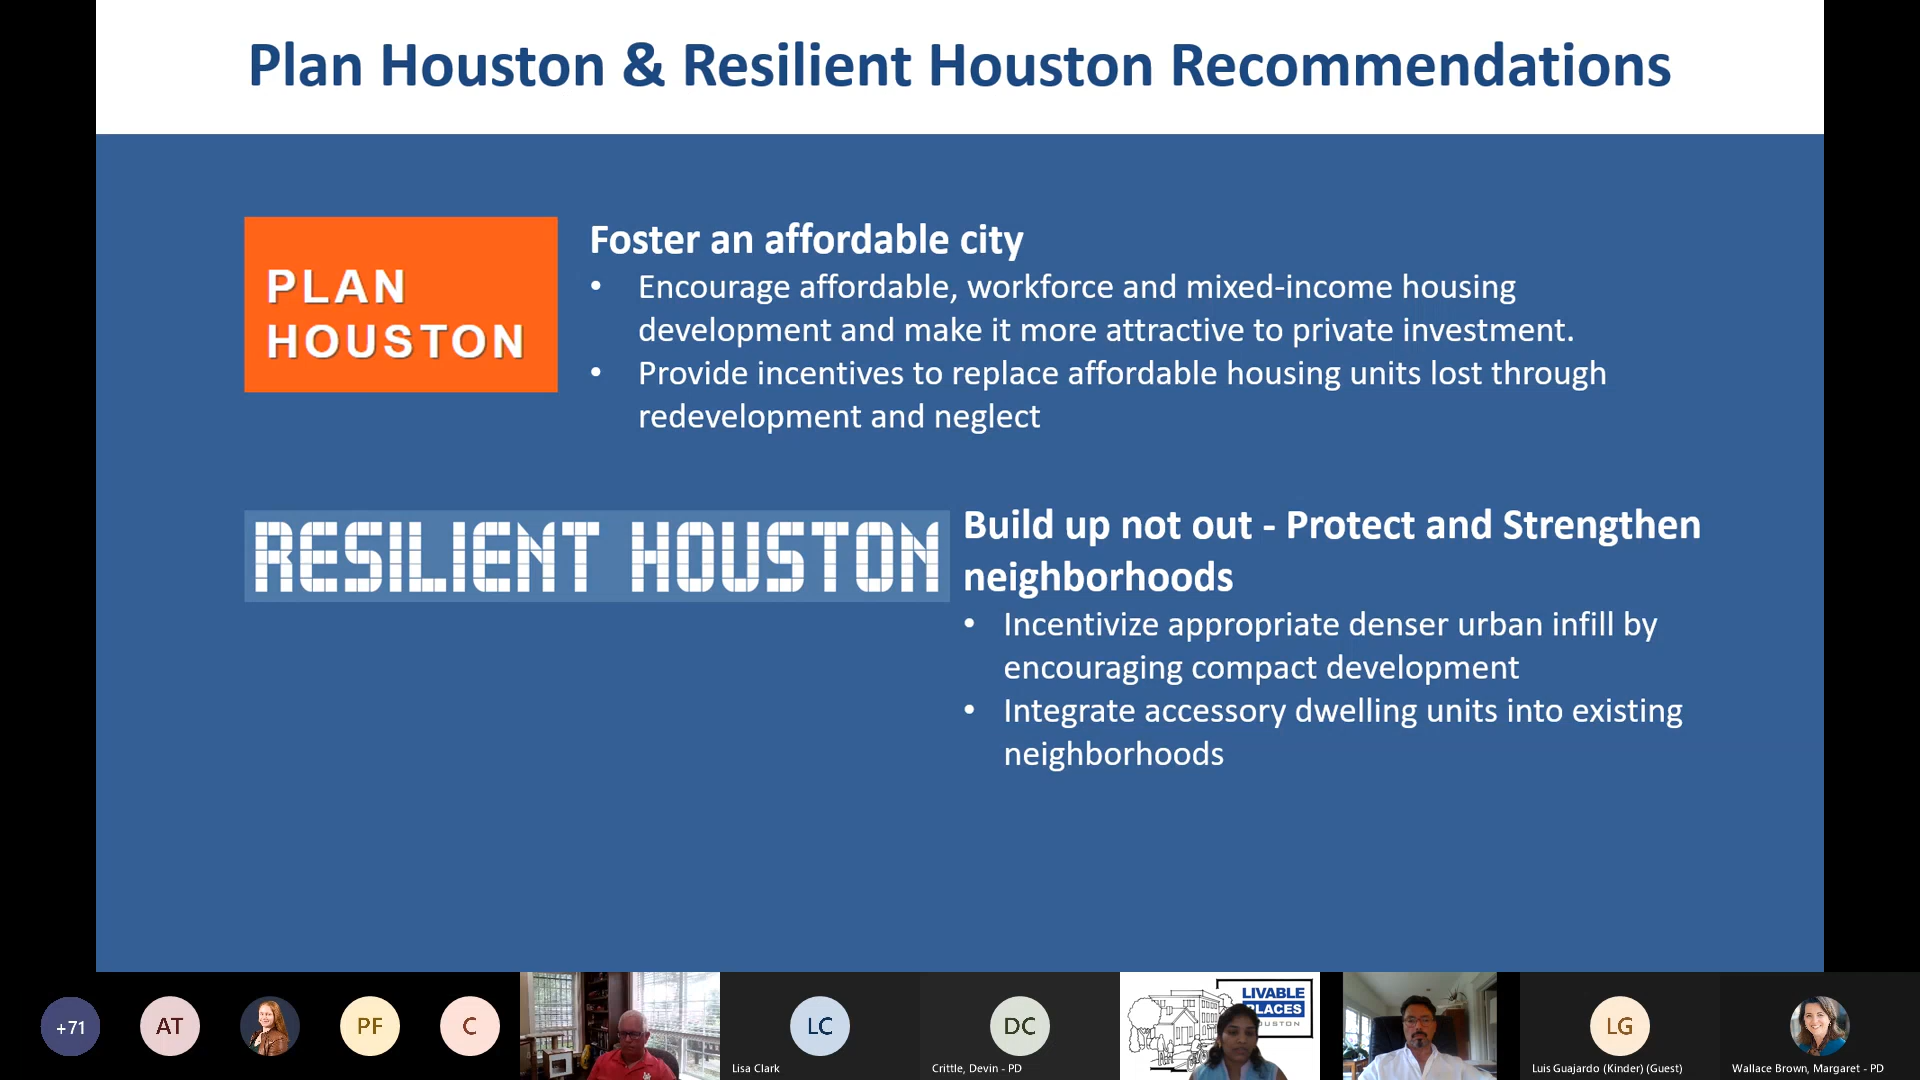 Plan Houston & Resilient Houston Recommendations
PLAN
HOUSTON
Foster an affordable city
• Encourage affordable, workforce and mixed-income housing
development and make it more attractive to private investment.
• Provide incentives to replace affordable housing units lost through
redevelopment and neglect
RESILIENT HOUSTON
Build up not out - Protect and Strengthen
neighborhoods
• Incentivize appropriate denser urban infill by
encouraging compact development
• Integrate accessory dwelling units into existing
neighborhoods
+71
AT
PF
C
LC
Lisa Clark
DC
Crittle, Devin - PD
LIVABLE
PLACES
LG
Luis Guajardo (Kinder) (Guest)
Wallace Brown, Margaret - PD